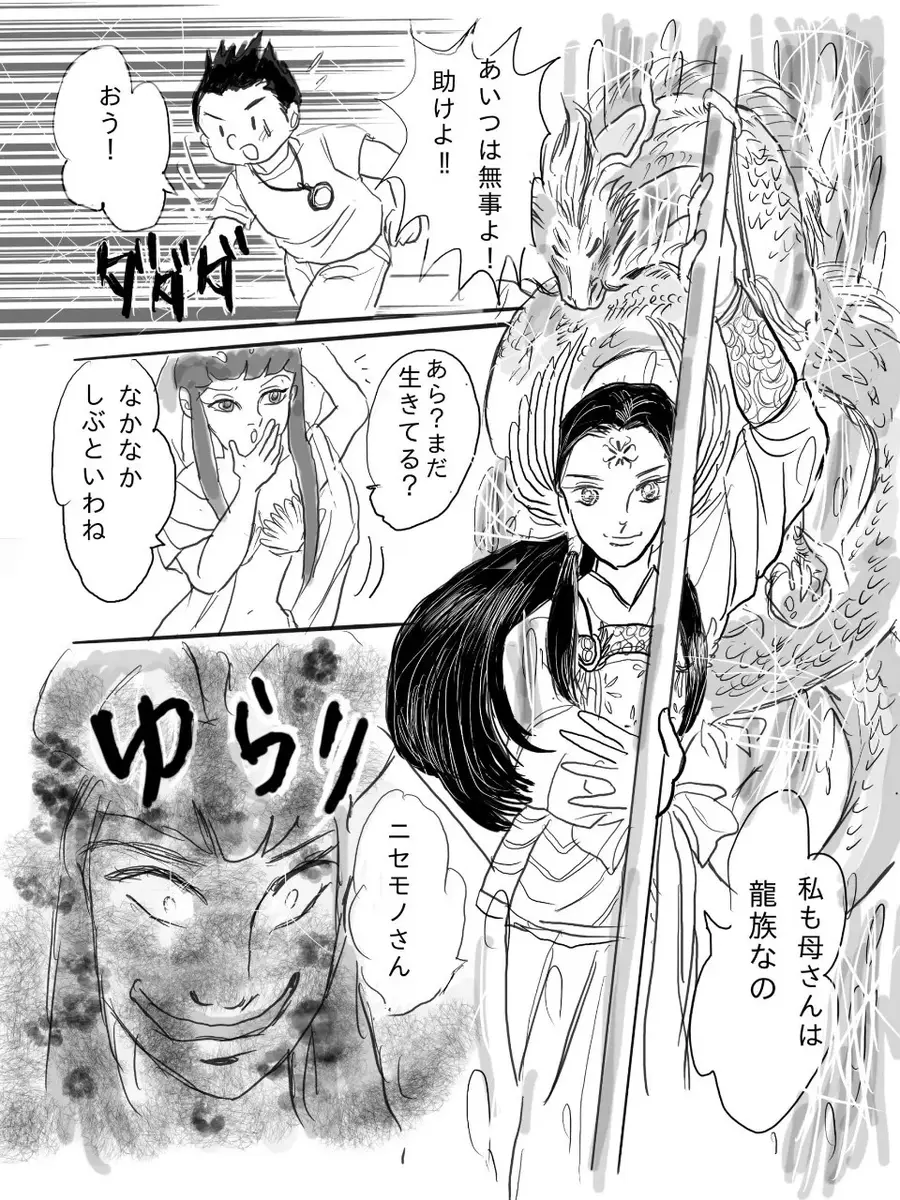 あいつは無事よ！
助けよ!!
おう！
ダダダダ
あら？まだ
生きてる？
なかなか
しぶといわね
私も母さんは
龍族なの
ゆらり
ニセモノさん